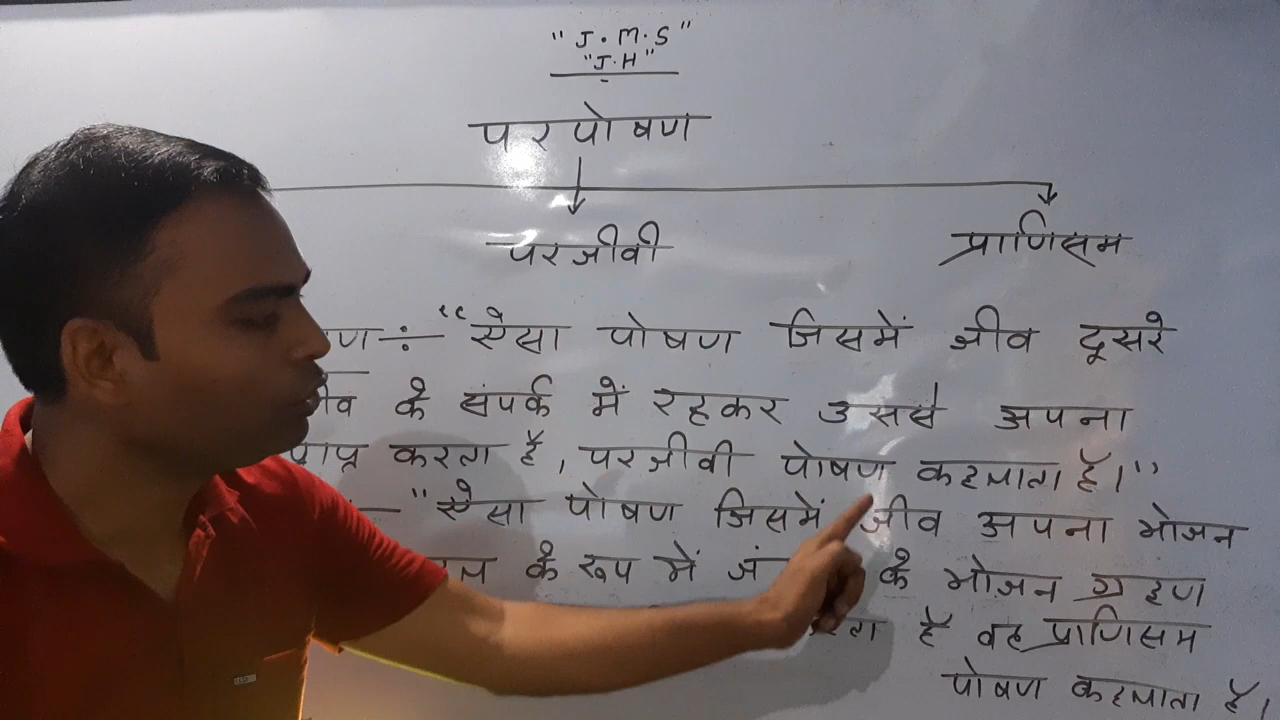 "J.M.S"
"J.H"
परपोषण
परजीवी प्राणिसम
षण ÷ "ऐसा पोषण जिसमें जीव दूसरे
के संपर्क में रहकर उससे अपना
करता है, परजीवी पोषण कहलाता है।"
"ऐसा पोषण जिसमें जीव अपना भोजन
के रूप में के भोजन ग्रहण
है वह प्राणिसम
पोषण कहलाता है।